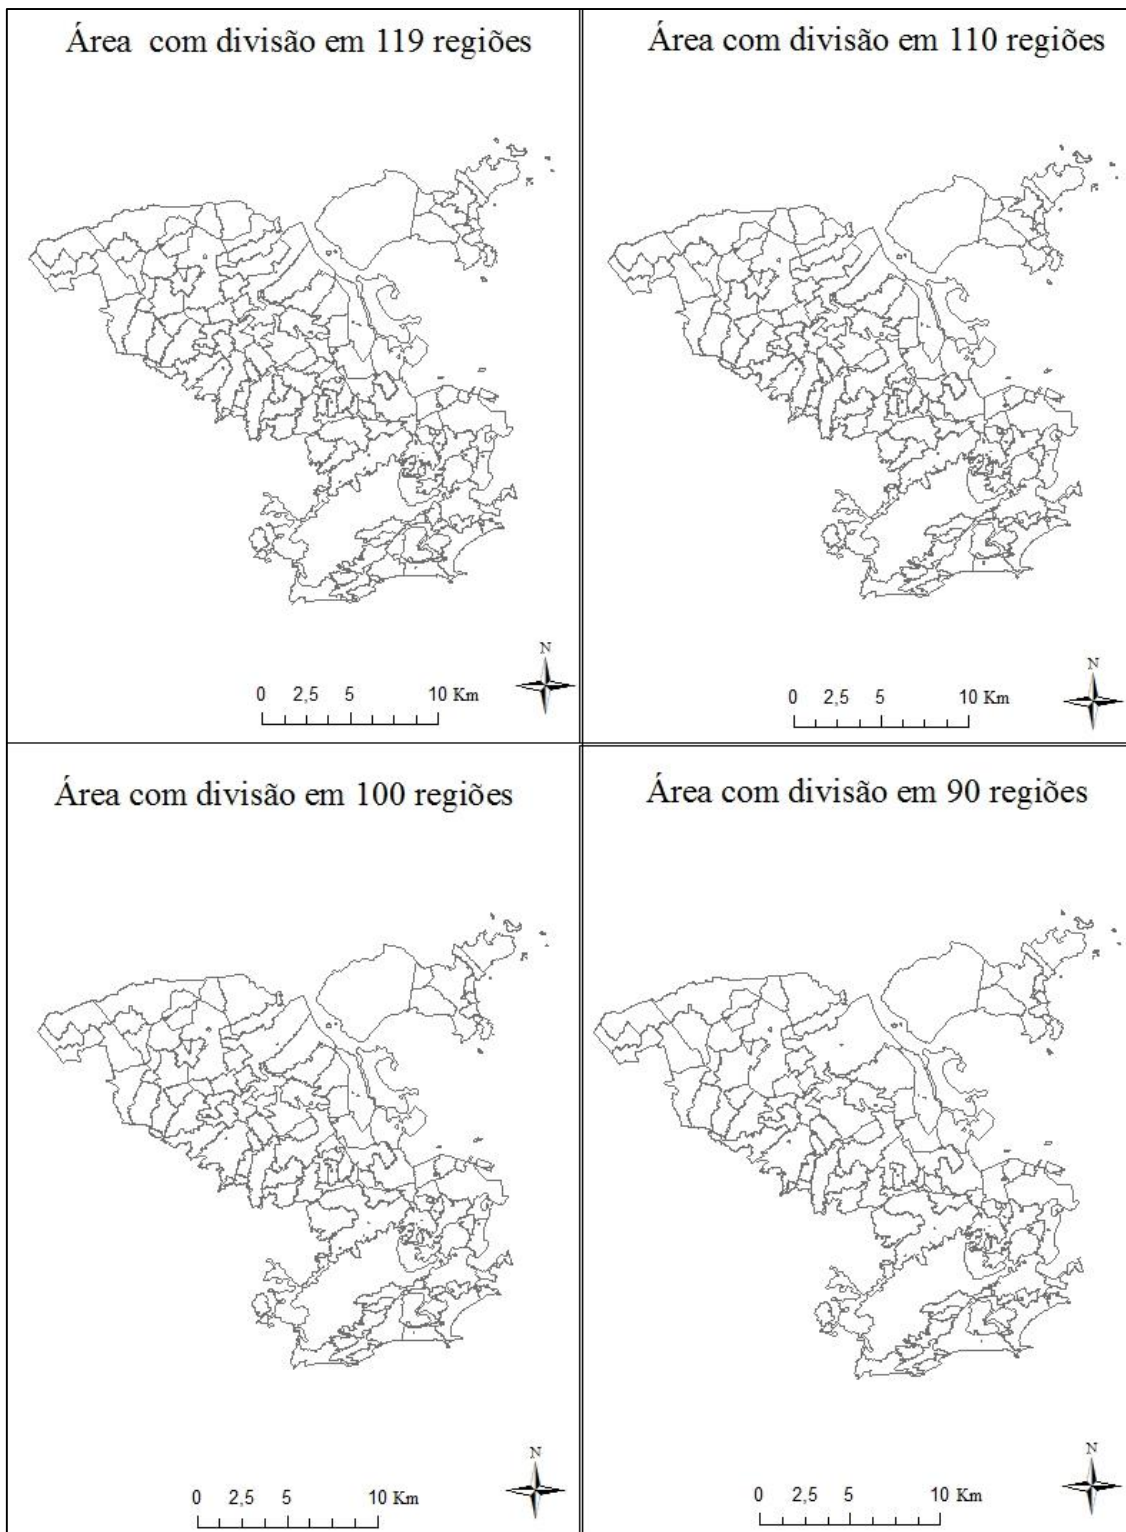 Área com divisão em 119 regiões
N
0 2,5 5 10 Km
Área com divisão em 110 regiões
N
0 2,5 5 10 Km
Área com divisão em 100 regiões
N
0 2,5 5 10 Km
Área com divisão em 90 regiões
N
0 2,5 5 10 Km